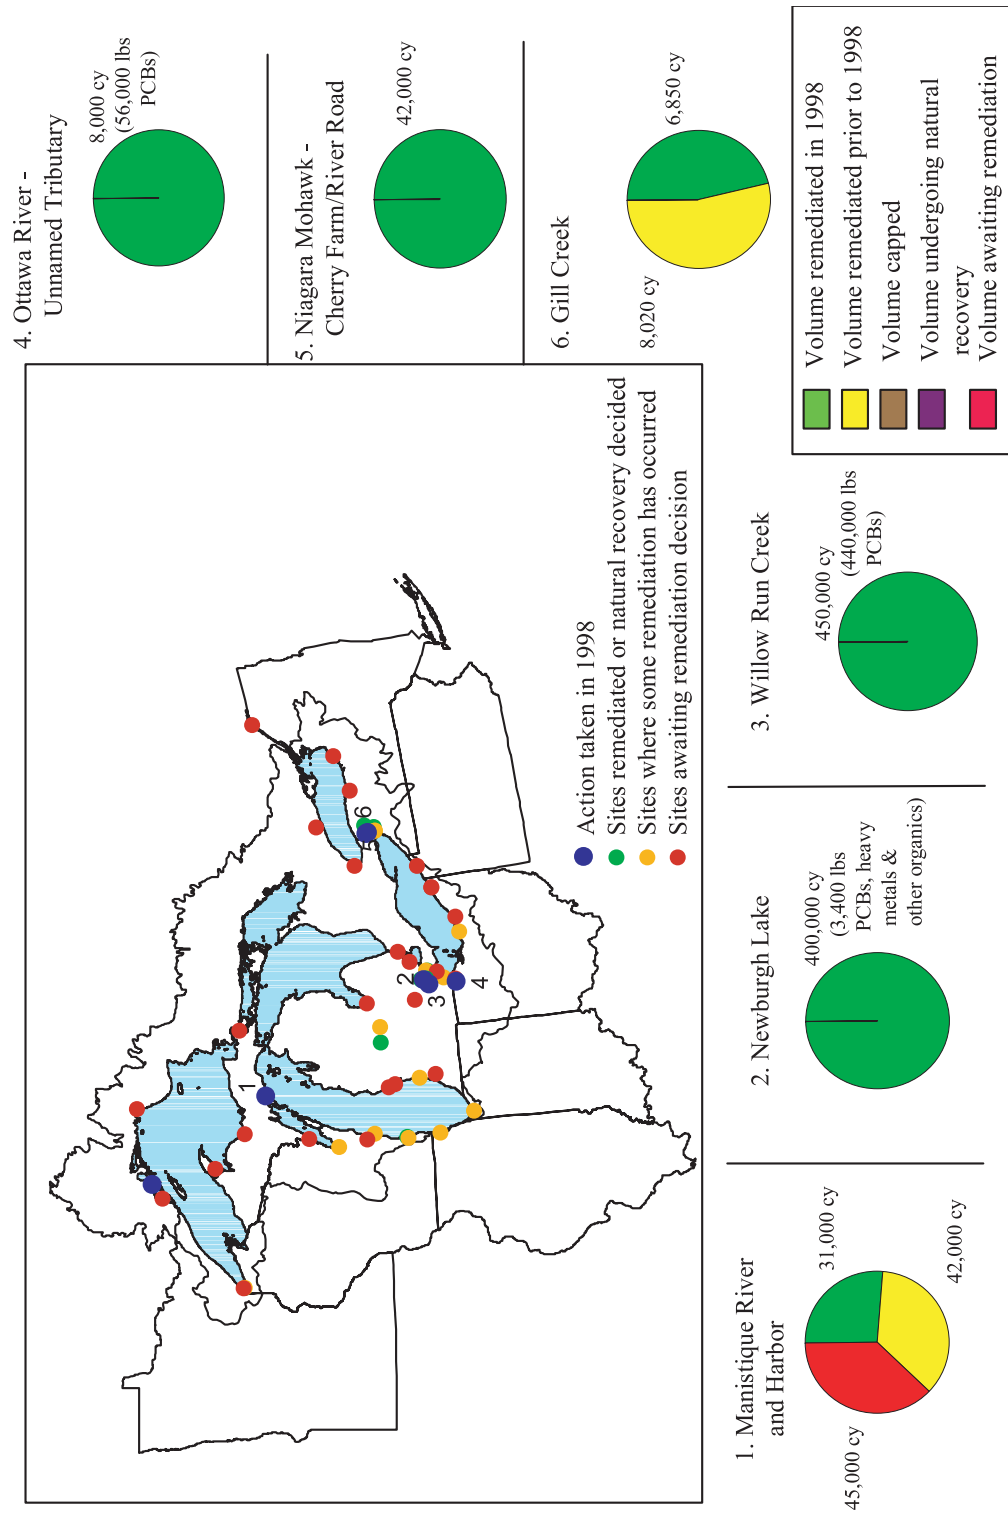 4. Ottawa River -
Unnamed Tributary
8,000 cy
(56,000 lbs
PCBs)
5. Niagara Mohawk -
Cherry Farm/River Road
42,000 cy
6. Gill Creek
8,020 cy
6,850 cy
1
2
3
4
5
6
Action taken in 1998
Sites remediated or natural recovery decided
Sites where some remediation has occurred
Sites awaiting remediation decision
1. Manistique River
and Harbor
45,000 cy
31,000 cy
42,000 cy
2. Newburgh Lake
400,000 cy
(3,400 lbs
PCBs, heavy
metals &
other organics)
3. Willow Run Creek
450,000 cy
(440,000 lbs
PCBs)
Volume remediated in 1998
Volume remediated prior to 1998
Volume capped
Volume undergoing natural
recovery
Volume awaiting remediation